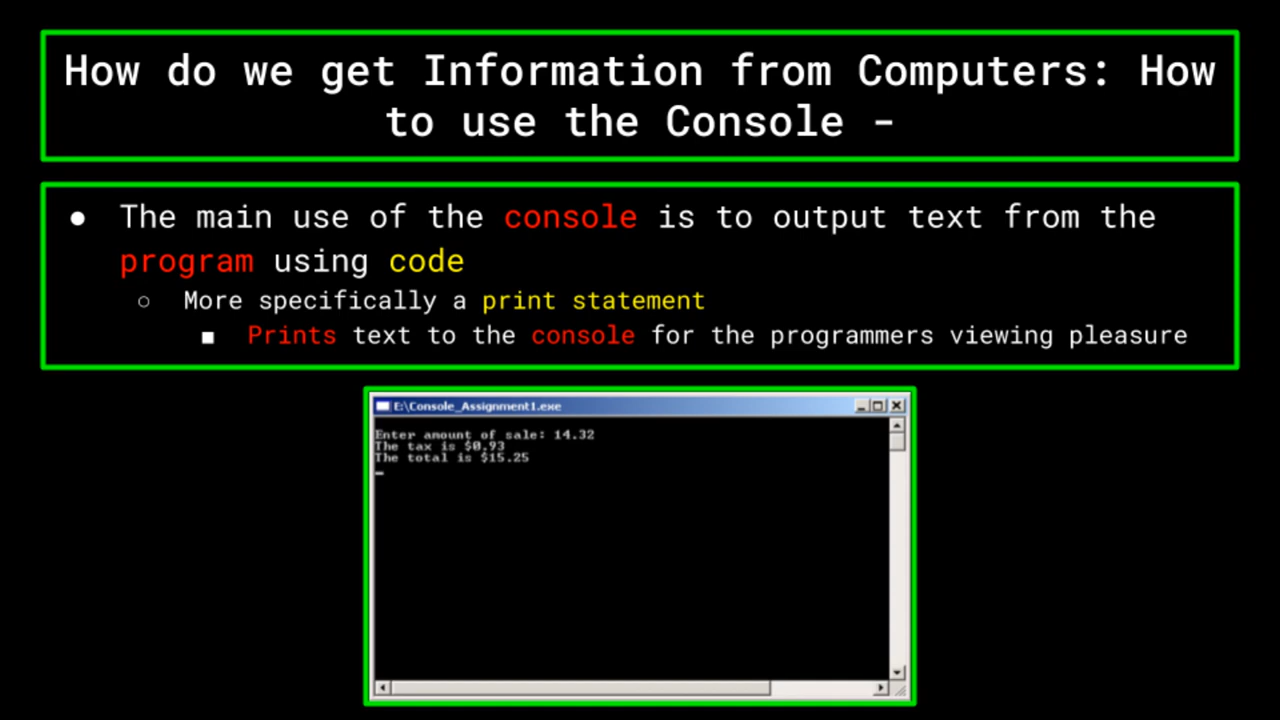 How do we get Information from Computers: How
to use the Console -
● The main use of the console is to output text from the
program using code
○ More specifically a print statement
■ Prints text to the console for the programmers viewing pleasure
E:\Console_Assignment1.exe
Enter amount of sale: 14.32
The tax is $0.93
The total is $15.25